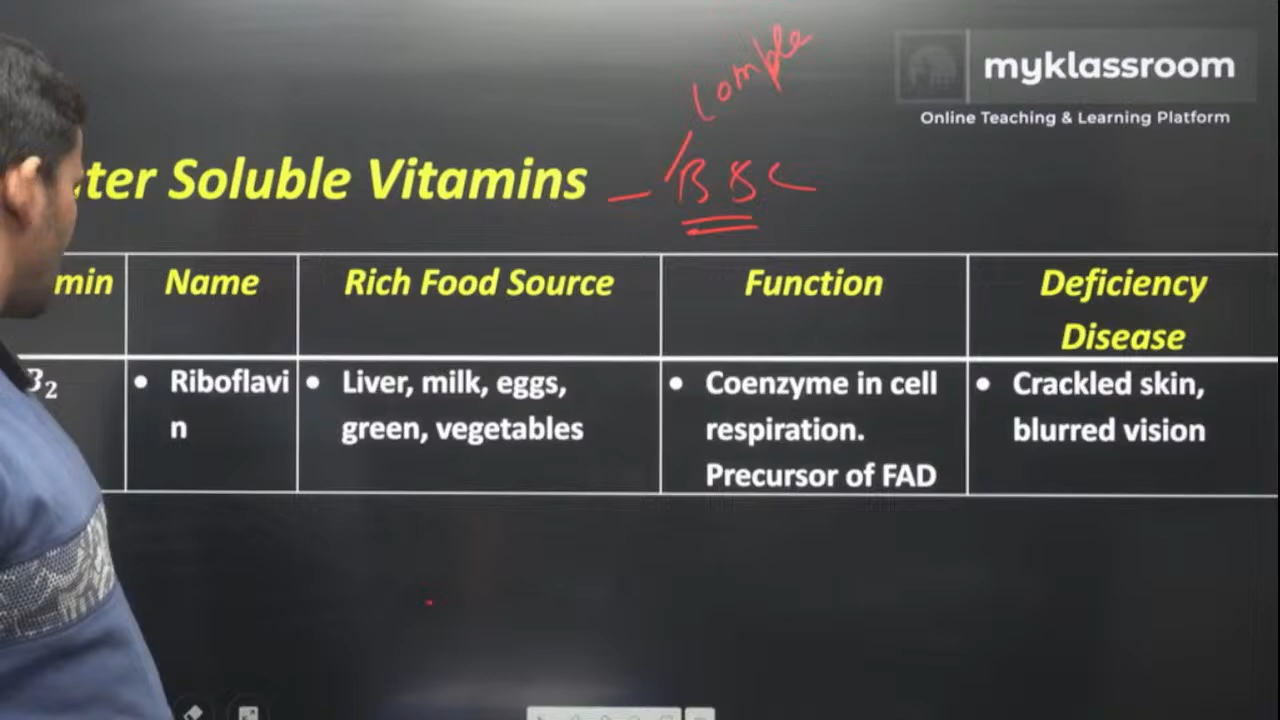 comple
myklassroom
Online Teaching & Learning Platform
ter Soluble Vitamins – B & C
min Name Rich Food Source Function Deficiency
Disease
B₂ • Riboflavi • Liver, milk, eggs, • Coenzyme in cell • Crackled skin,
n green, vegetables respiration. blurred vision
Precursor of FAD